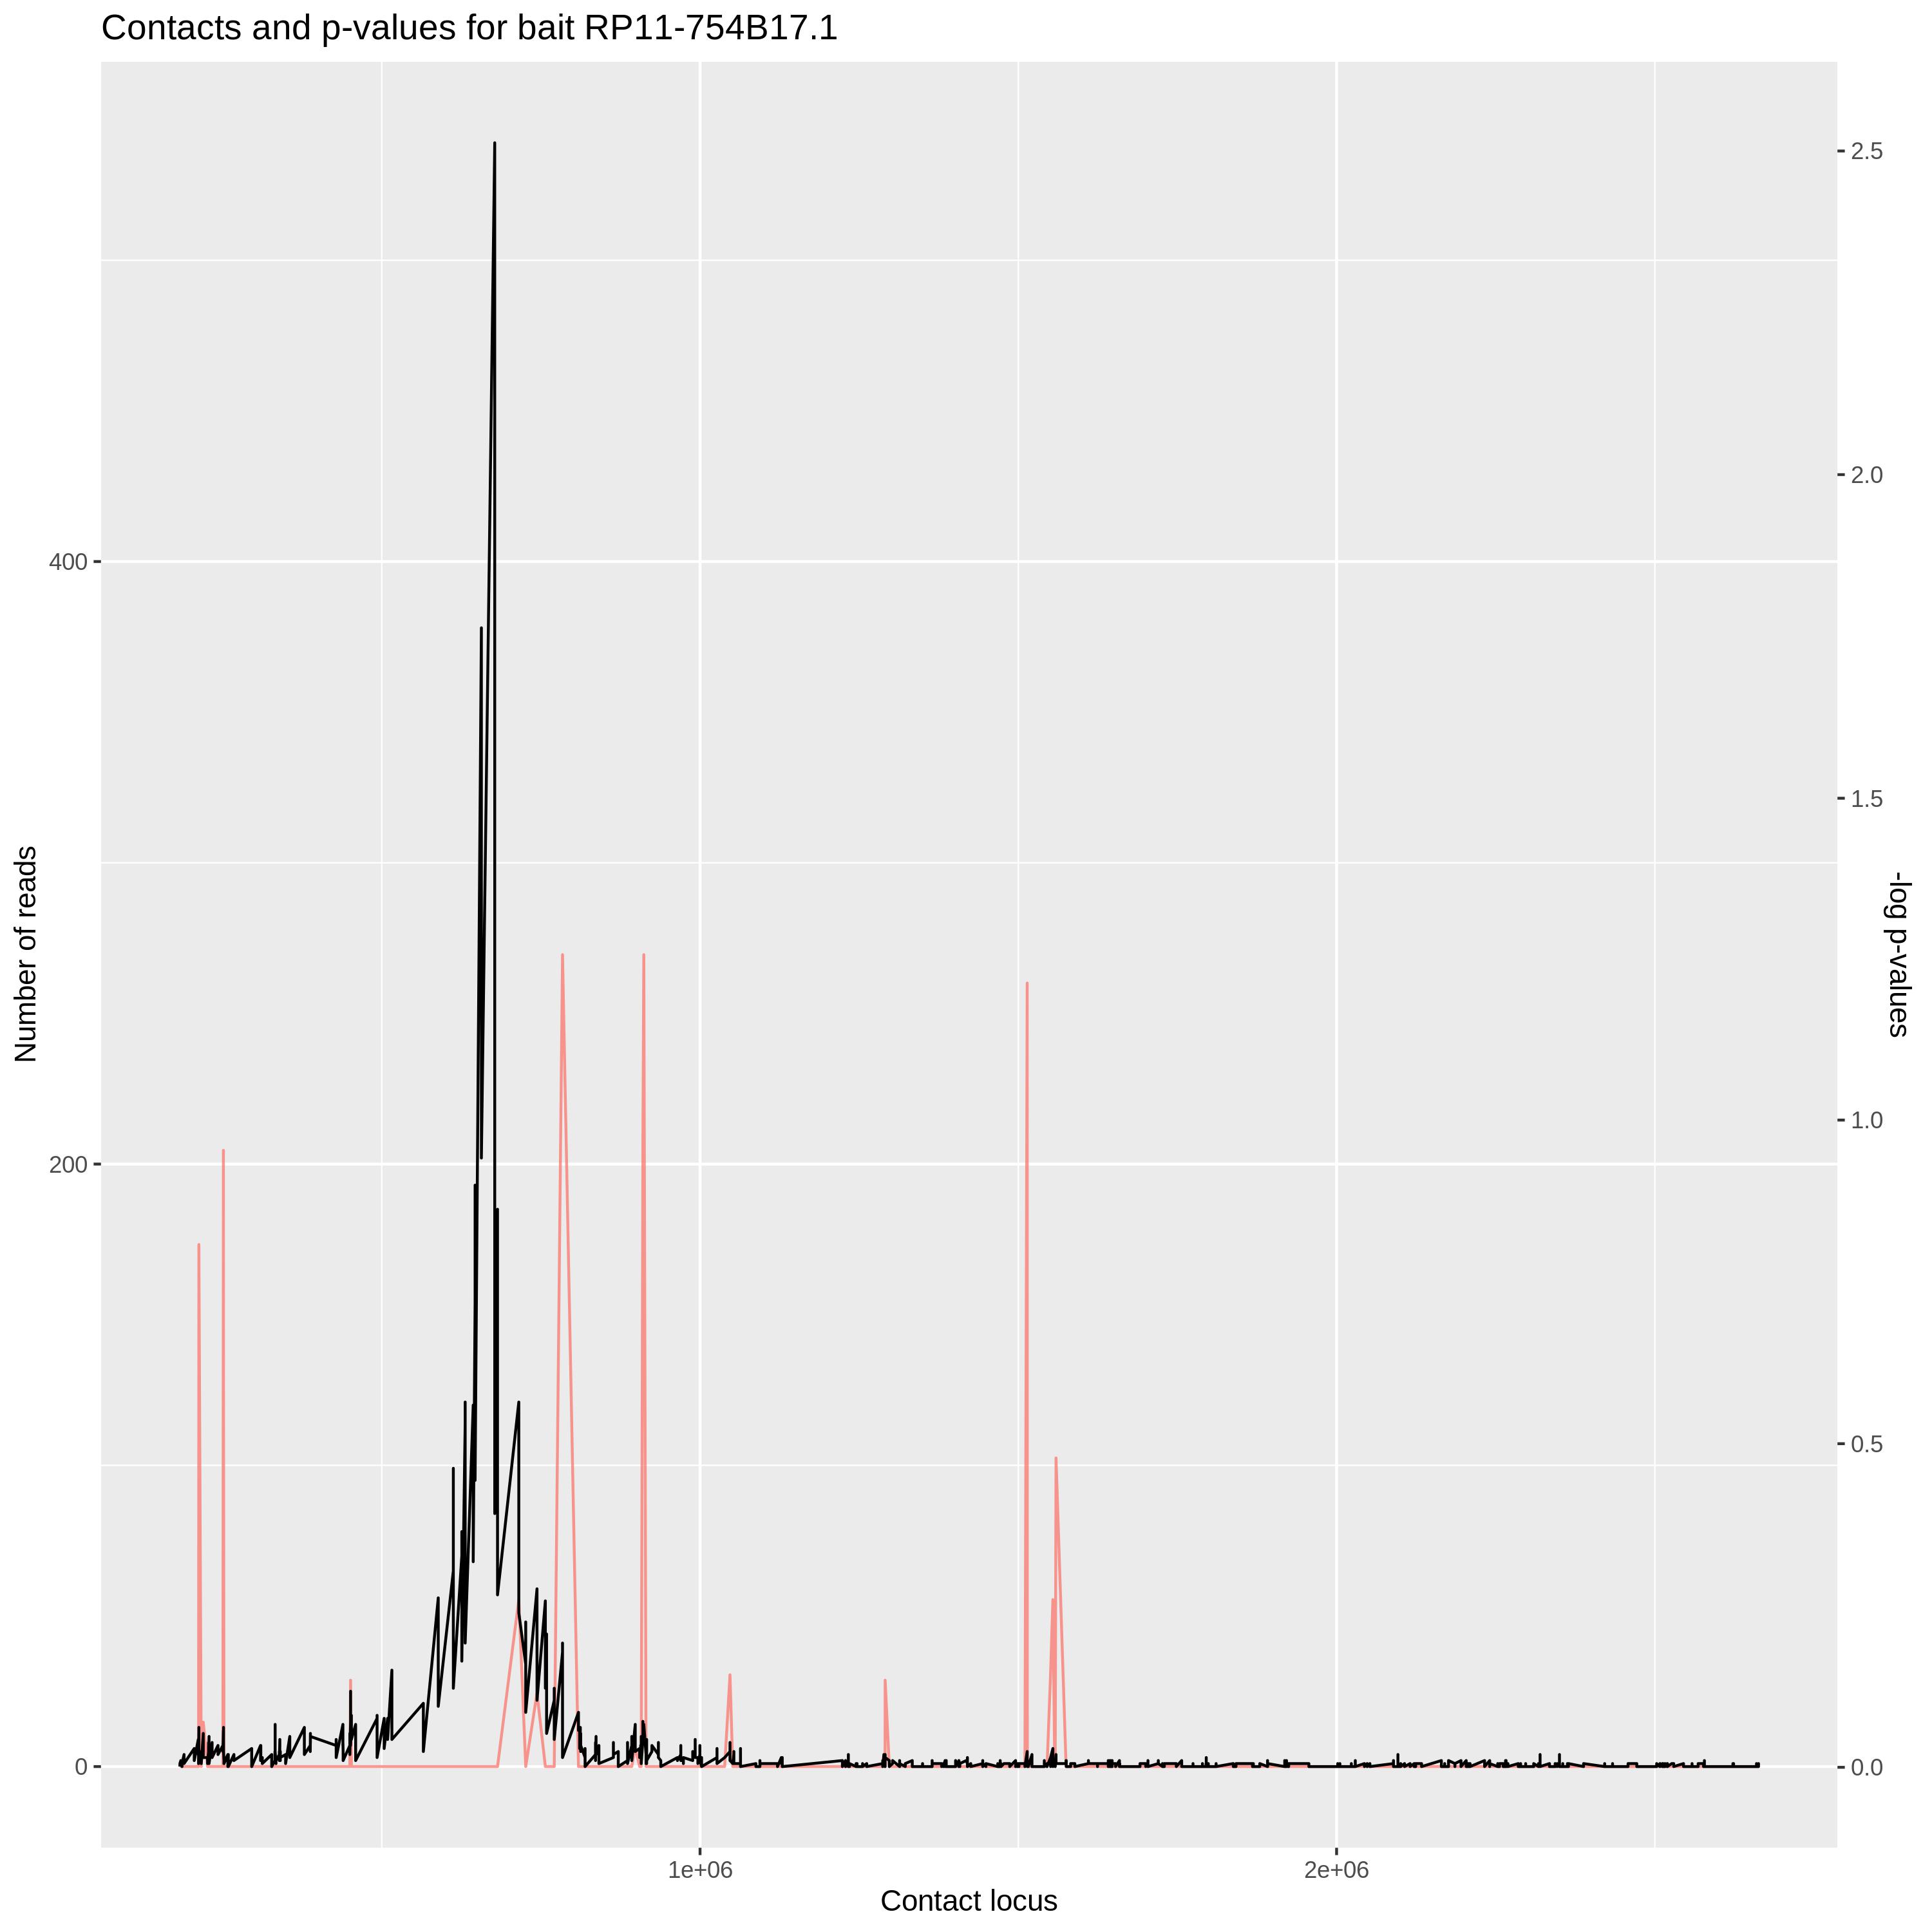 Contacts and p-values for bait RP11-754B17.1
Number of reads
400
200
0
2.5
2.0
1.5
1.0
0.5
0.0
-log p-values
1e+06
2e+06
Contact locus